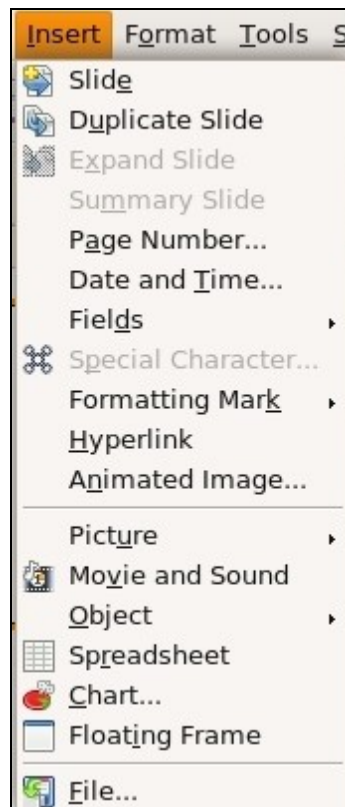 Insert Format Tools S
Slide
Duplicate Slide
Expand Slide
Summary Slide
Page Number...
Date and Time...
Fields
Special Character...
Formatting Mark
Hyperlink
Animated Image...
Picture
Movie and Sound
Object
Spreadsheet
Chart...
Floating Frame
File...